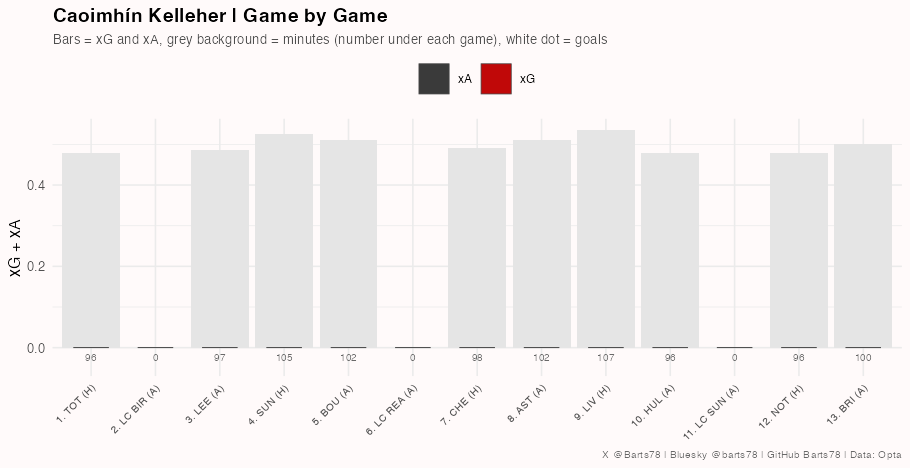 Caoimhín Kelleher | Game by Game
Bars = xG and xA, grey background = minutes (number under each game), white dot = goals
xA xG
xG + xA
0.4
0.2
0.0
96 0 97 105 102 0 98 102 107 96 0 96 100
1. TOT (H)
2. LC BIR (A)
3. LEE (A)
4. SUN (H)
5. BOU (A)
6. LC REA (A)
7. CHE (H)
8. AST (A)
9. LIV (H)
10. HUL (A)
11. LC SUN (A)
12. NOT (H)
13. BRI (A)
X @Barts78 | Bluesky @barts78 | GitHub Barts78 | Data: Opta